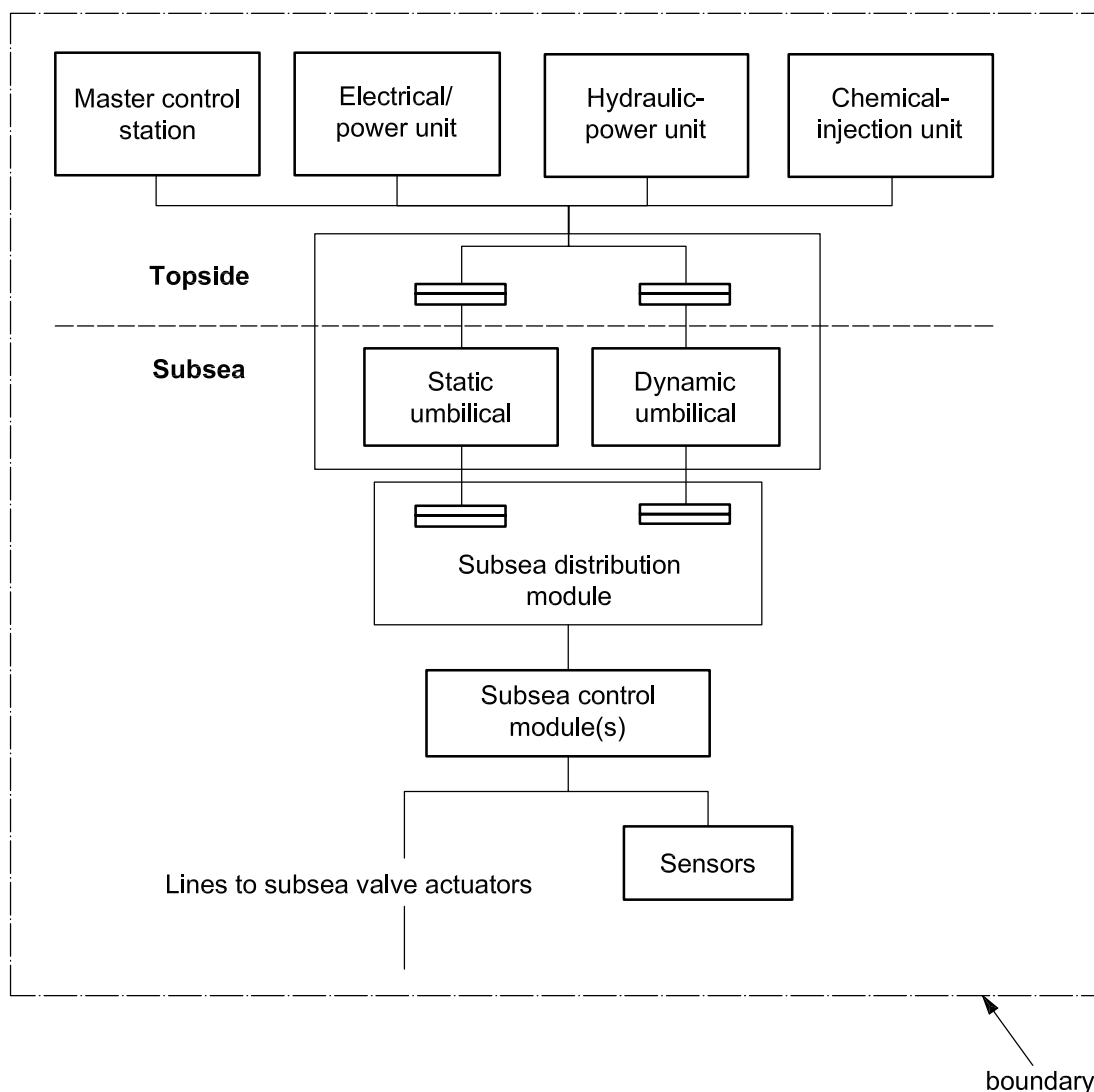 Master control
station
Electrical/
power unit
Hydraulic-
power unit
Chemical-
injection unit
Topside
Subsea
Static
umbilical
Dynamic
umbilical
Subsea distribution
module
Subsea control
module(s)
Lines to subsea valve actuators
Sensors
boundary